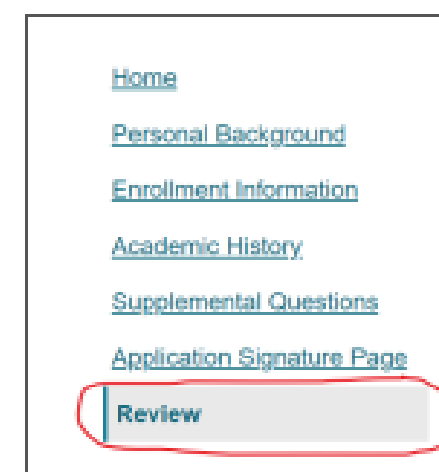 Home
Personal Background
Enrollment Information
Academic History
Supplemental Questions
Application Signature Page
Review